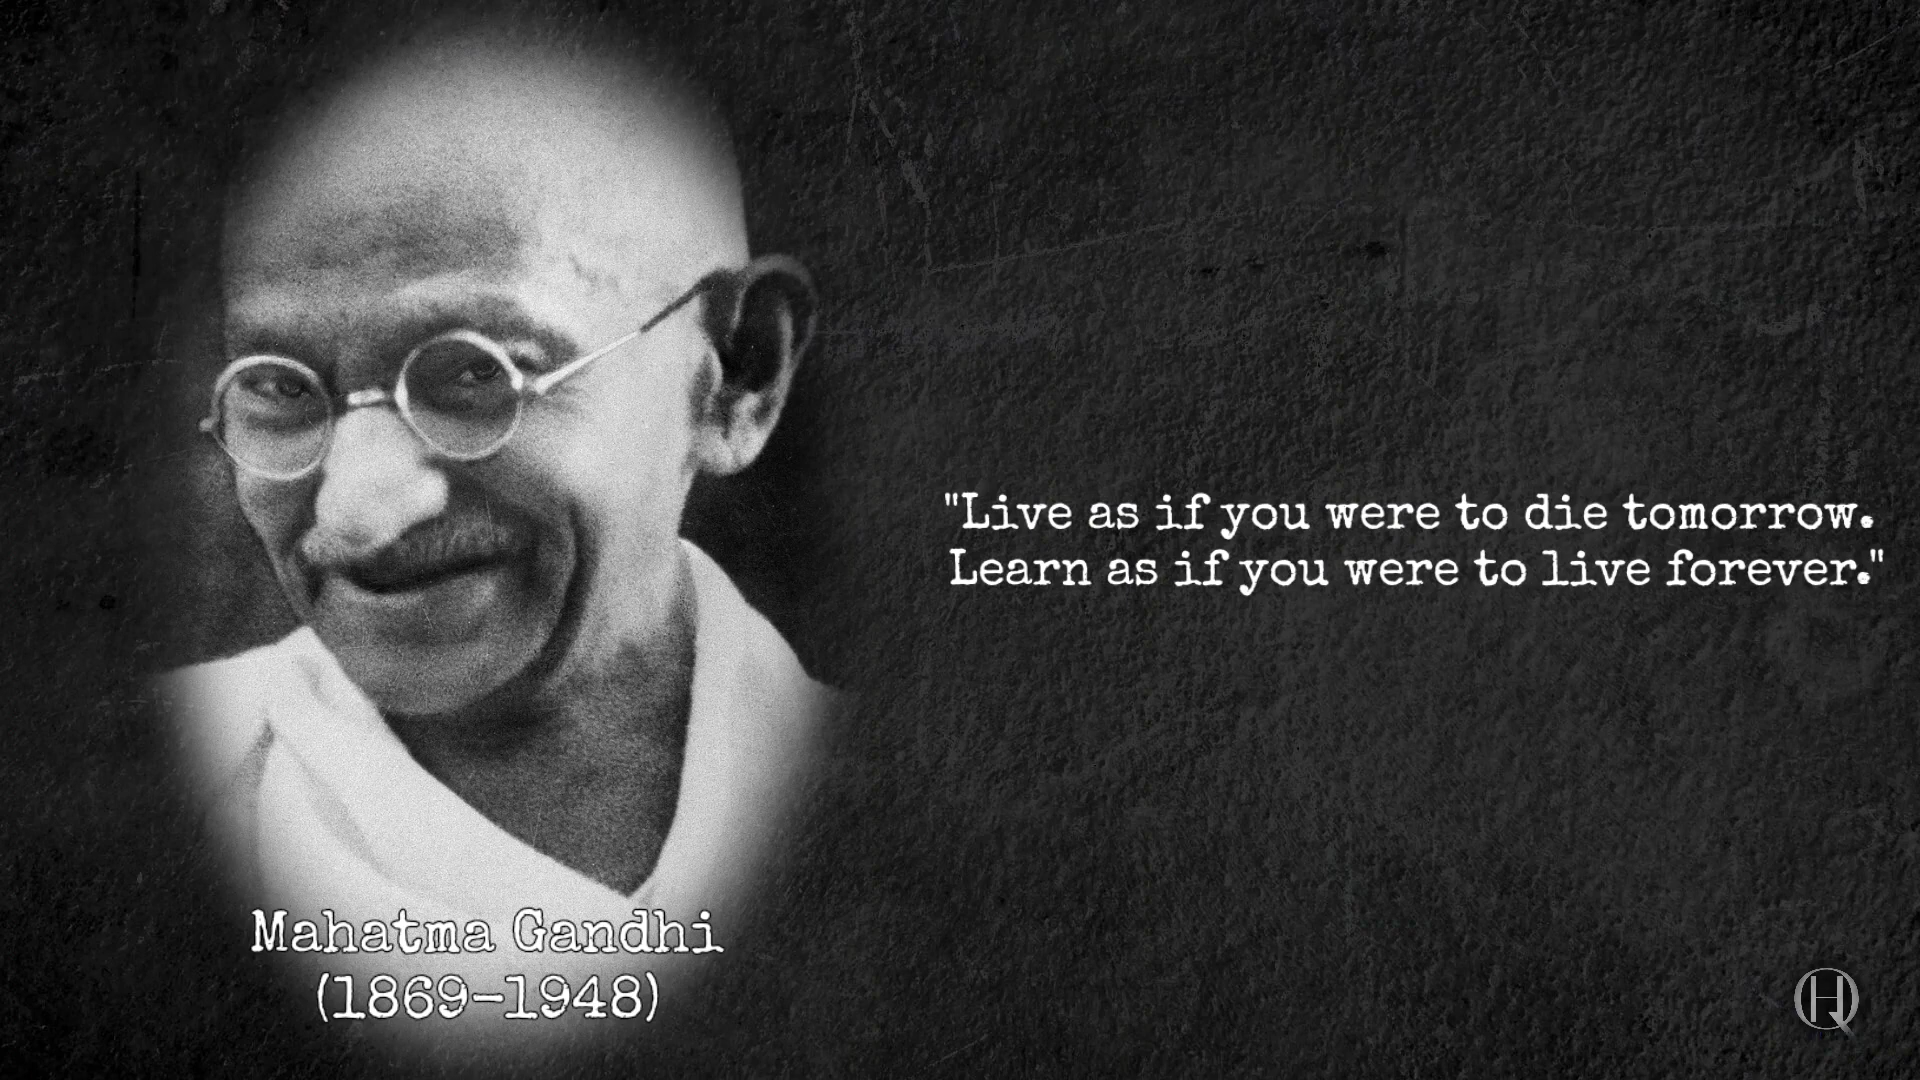 "Live as if you were to die tomorrow.
Learn as if you were to live forever."
Mahatma Gandhi
(1869-1948)